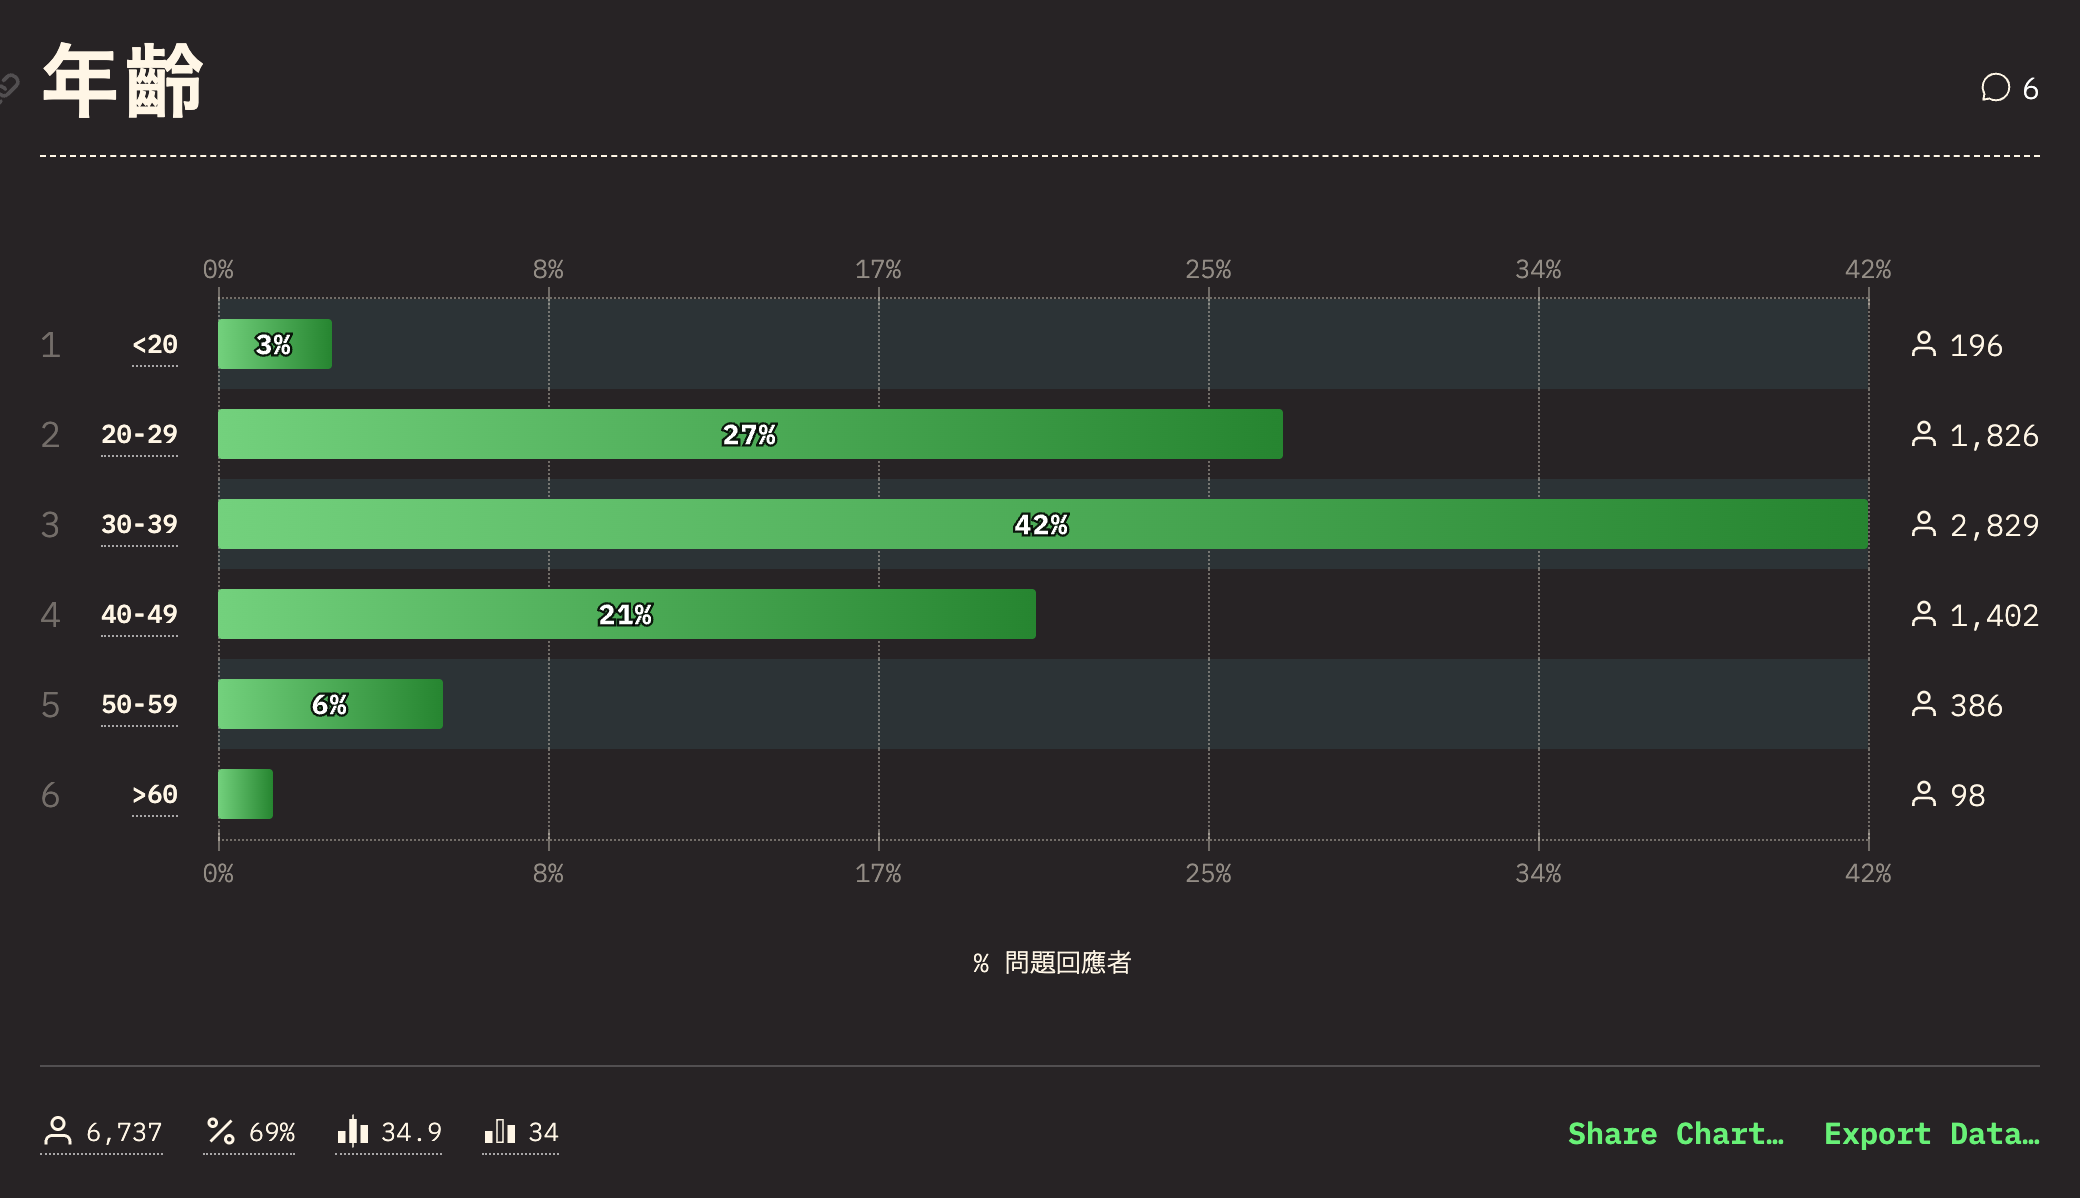 年齡
6
0% 8% 17% 25% 34% 42%
1 <20 3% 196
2 20-29 27% 1,826
3 30-39 42% 2,829
4 40-49 21% 1,402
5 50-59 6% 386
6 >60 98
0% 8% 17% 25% 34% 42%
% 問題回應者
6,737 69% 34.9 34 Share Chart… Export Data…